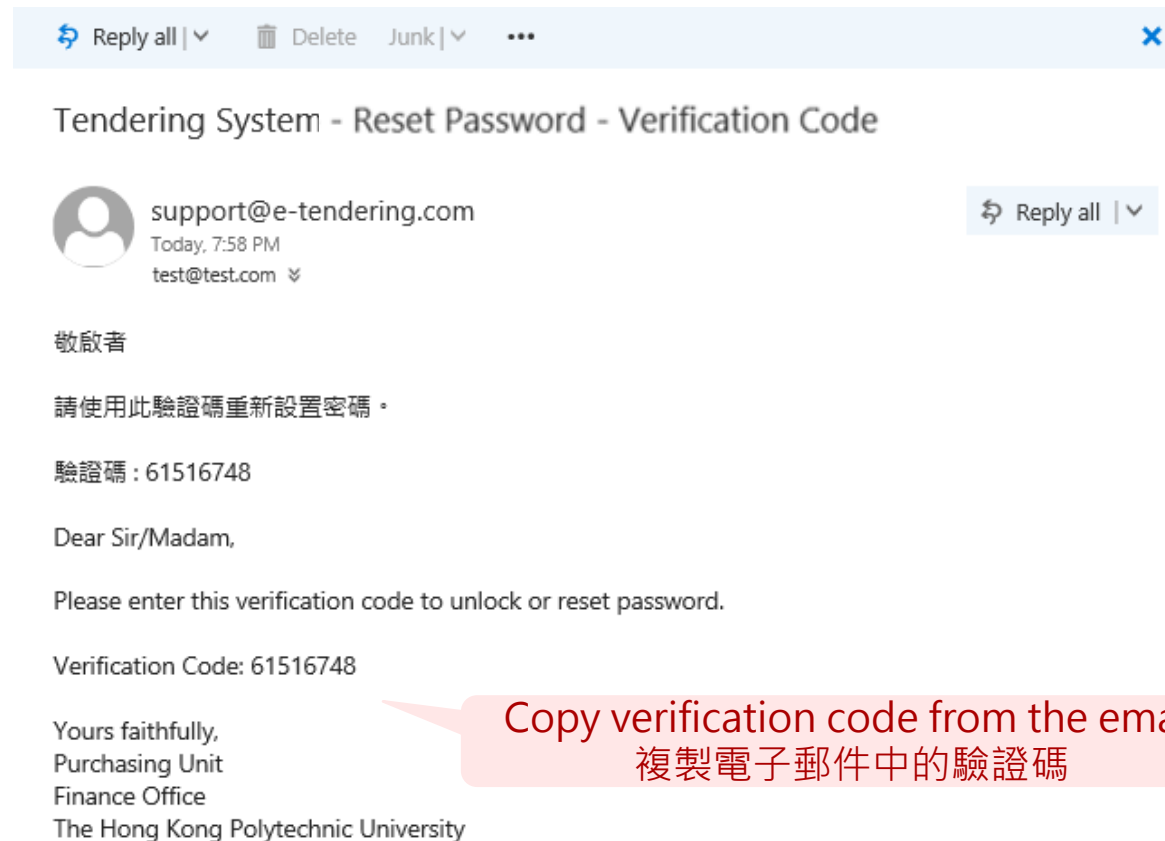 Reply all
Delete
Junk
Tendering System - Reset Password - Verification Code
support@e-tendering.com
Reply all
Today, 7:58 PM
test@test.com
敬啟者
請使用此驗證碼重新設置密碼。
驗證碼 : 61516748
Dear Sir/Madam,
Please enter this verification code to unlock or reset password.
Verification Code: 61516748
Copy verification code from the ema
複製電子郵件中的驗證碼
Yours faithfully,
Purchasing Unit
Finance Office
The Hong Kong Polytechnic University